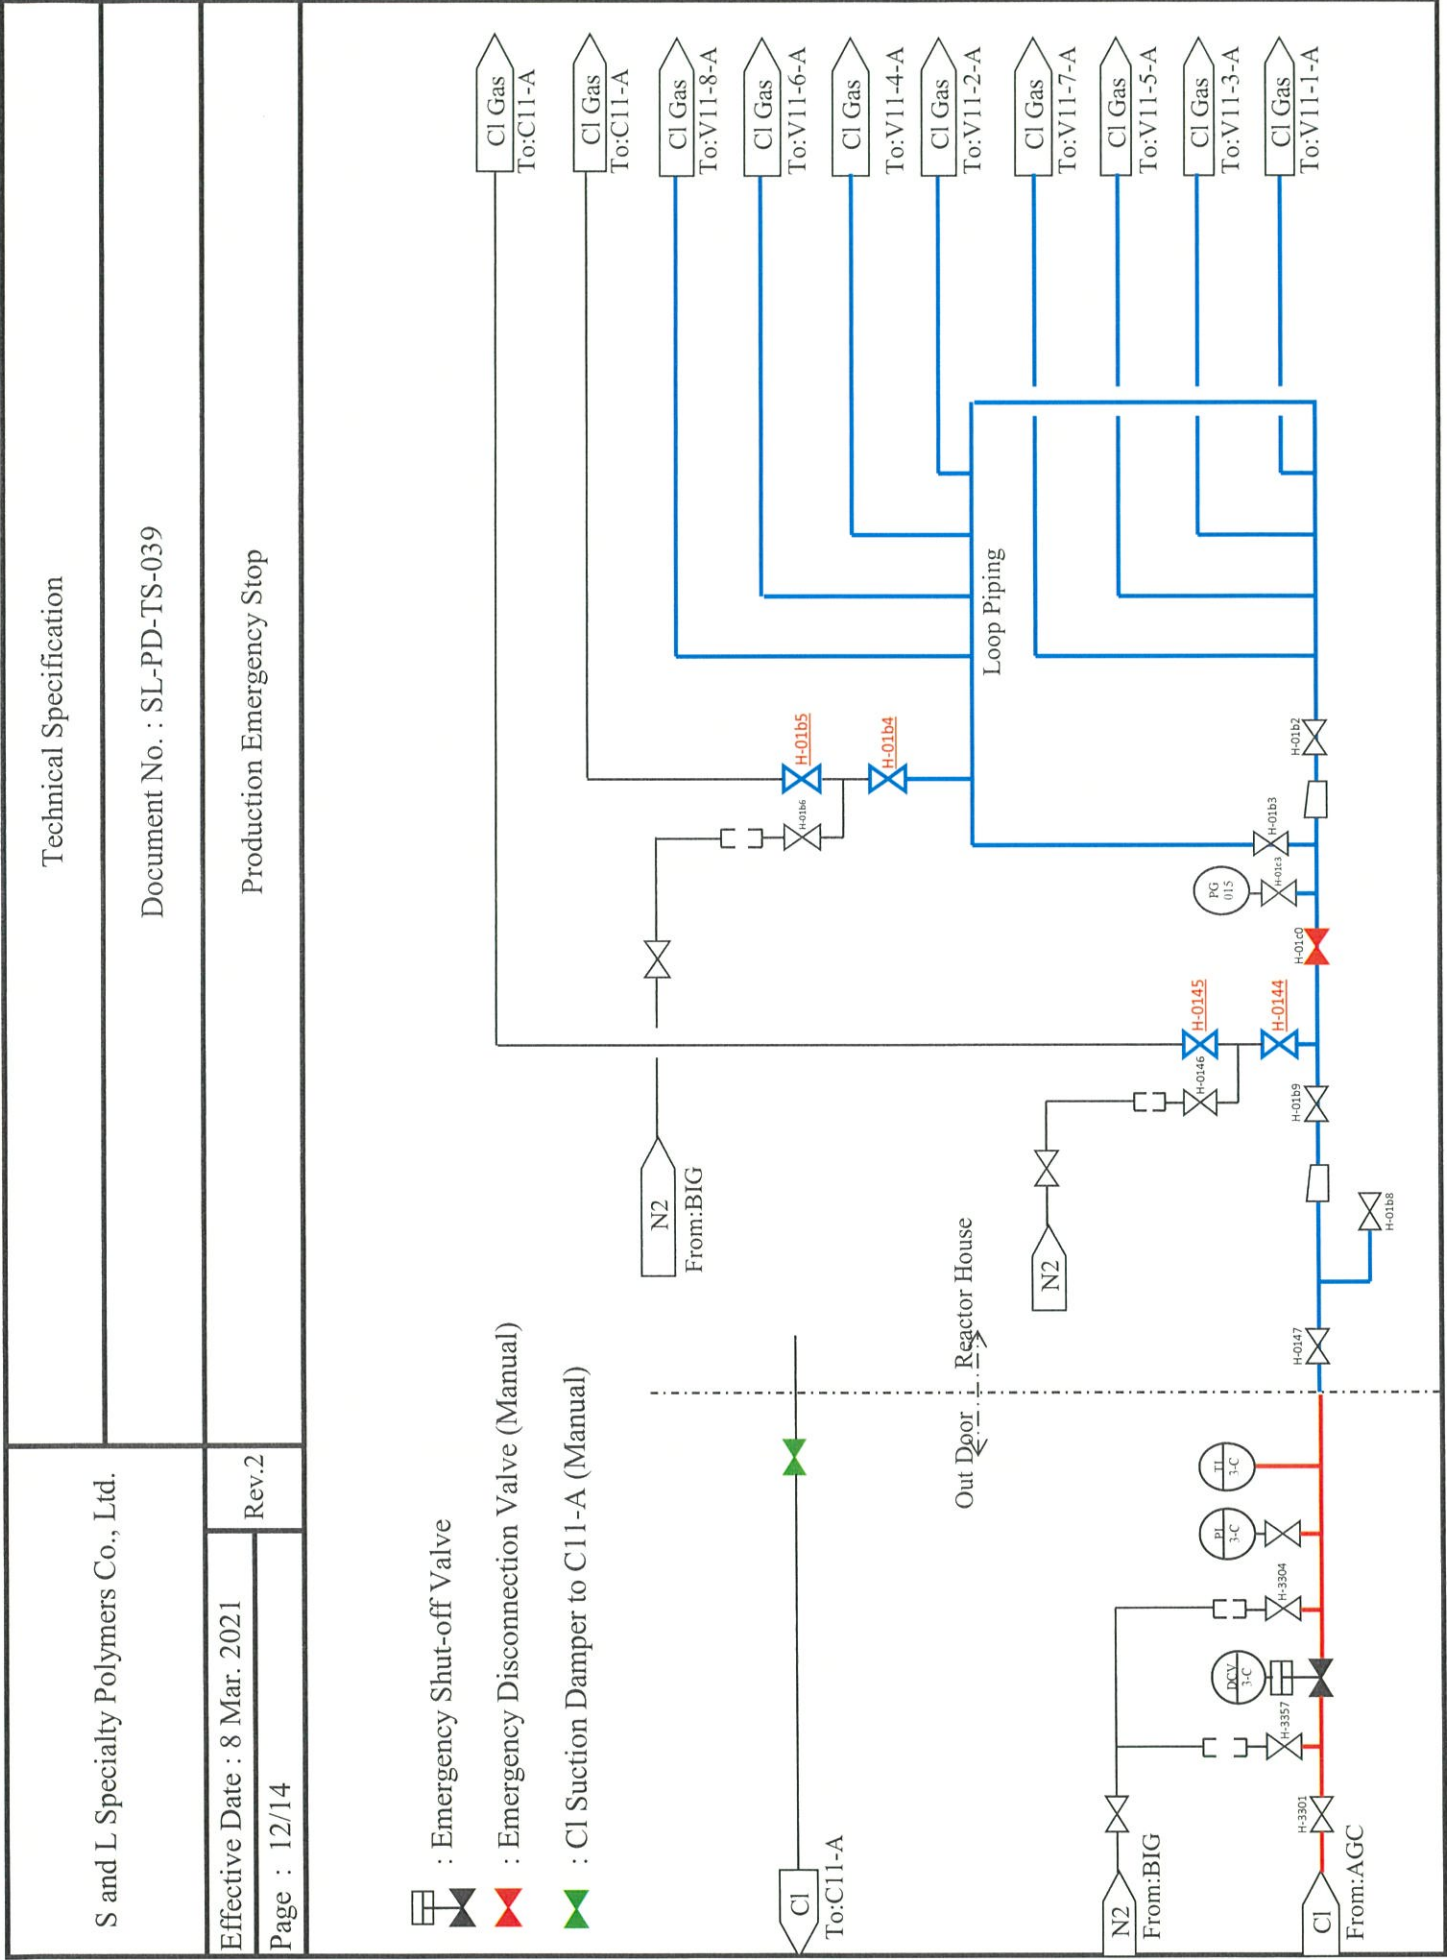 S and L Specialty Polymers Co., Ltd.
Technical Specification
Document No. : SL-PD-TS-039
Effective Date : 8 Mar. 2021
Rev.2
Page : 12/14
Production Emergency Stop
: Emergency Shut-off Valve
: Emergency Disconnection Valve (Manual)
: Cl Suction Damper to C11-A (Manual)
Cl Gas
To:C11-A
Cl Gas
To:C11-A
Cl Gas
To:V11-8-A
Cl Gas
To:V11-6-A
Cl Gas
To:V11-4-A
Cl Gas
To:V11-2-A
Cl Gas
To:V11-7-A
Cl Gas
To:V11-5-A
Cl Gas
To:V11-3-A
Cl Gas
To:V11-1-A
N2
From:BIG
H-01b5
H-01b6
H-01b4
Loop Piping
Cl
To:C11-A
Out Door
Reactor House
N2
H-0145
H-0146
H-0144
PG
015
H-01c3
H-01b3
H-01b2
H-01c0
H-01b9
H-01b8
H-0147
TI
3-C
PI
3-C
H-3304
DCV
3-C
H-3357
H-3301
N2
From:BIG
Cl
From:AGC